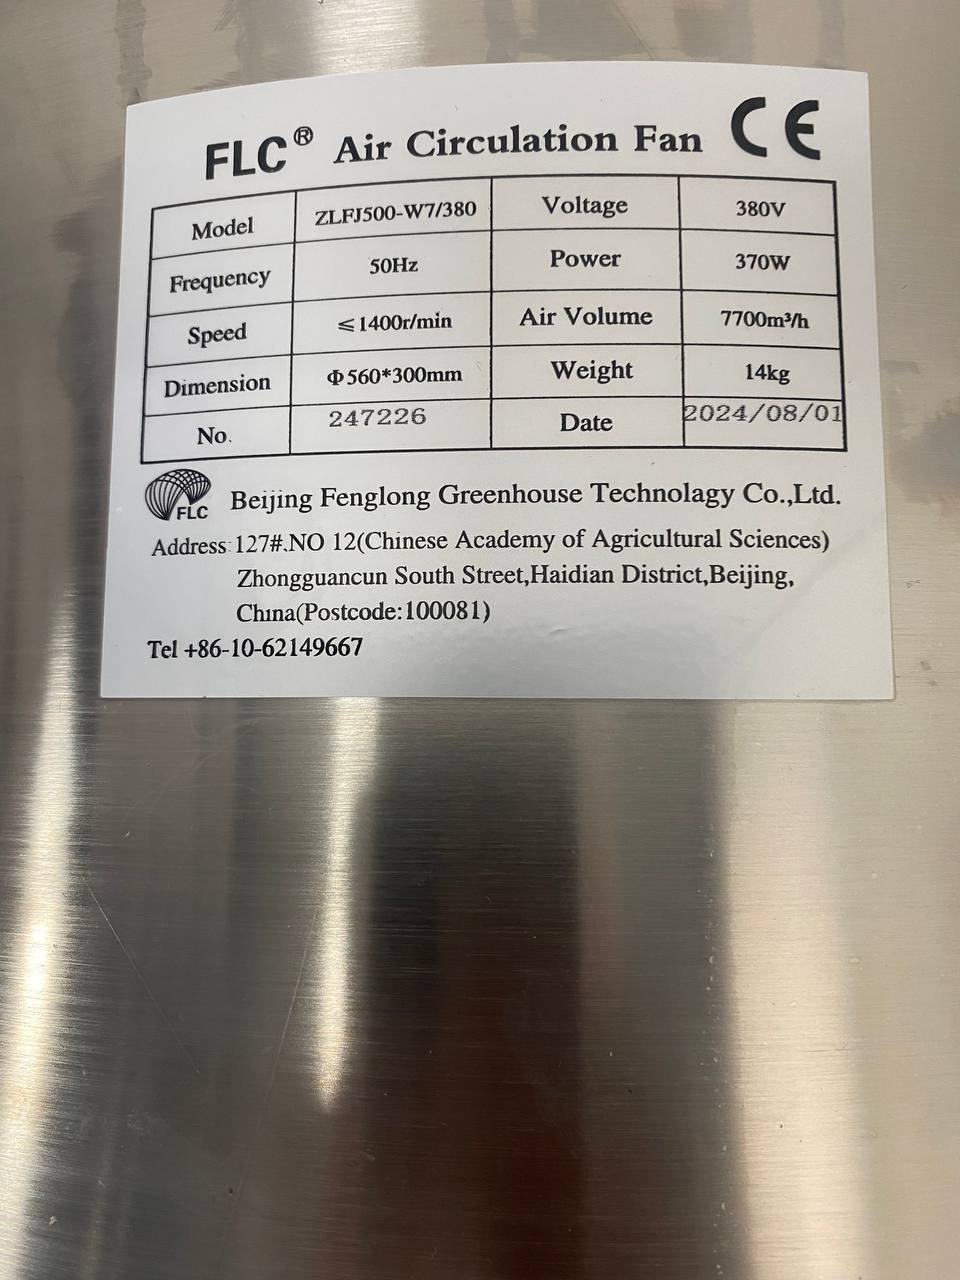 FLC® Air Circulation Fan CE
Model ZLFJ500-W7/380 Voltage 380V
Frequency 50Hz Power 370W
Speed ≤1400r/min Air Volume 7700m³/h
Dimension Φ560*300mm Weight 14kg
No. 247226 Date 2024/08/01
FLC Beijing Fenglong Greenhouse Technolagy Co.,Ltd.
Address:127#.NO 12(Chinese Academy of Agricultural Sciences)
Zhongguancun South Street,Haidian District,Beijing,
China(Postcode:100081)
Tel +86-10-62149667